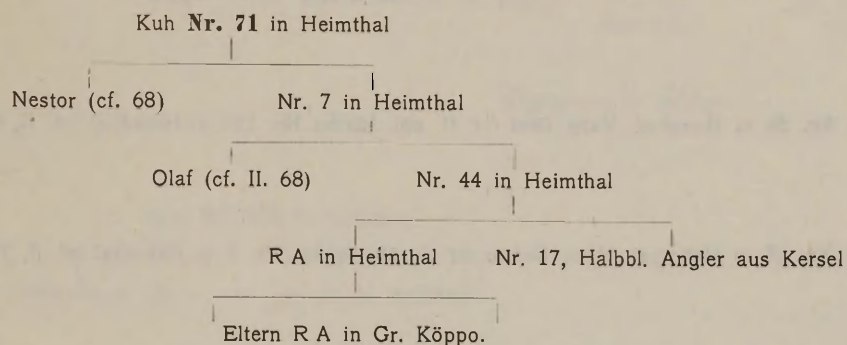 Kuh Nr. 71 in Heimthal
Nestor (cf. 68) Nr. 7 in Heimthal
Olaf (cf. II. 68) Nr. 44 in Heimthal
R A in Heimthal Nr. 17, Halbbl. Angler aus Kersel
Eltern R A in Gr. Köppo.